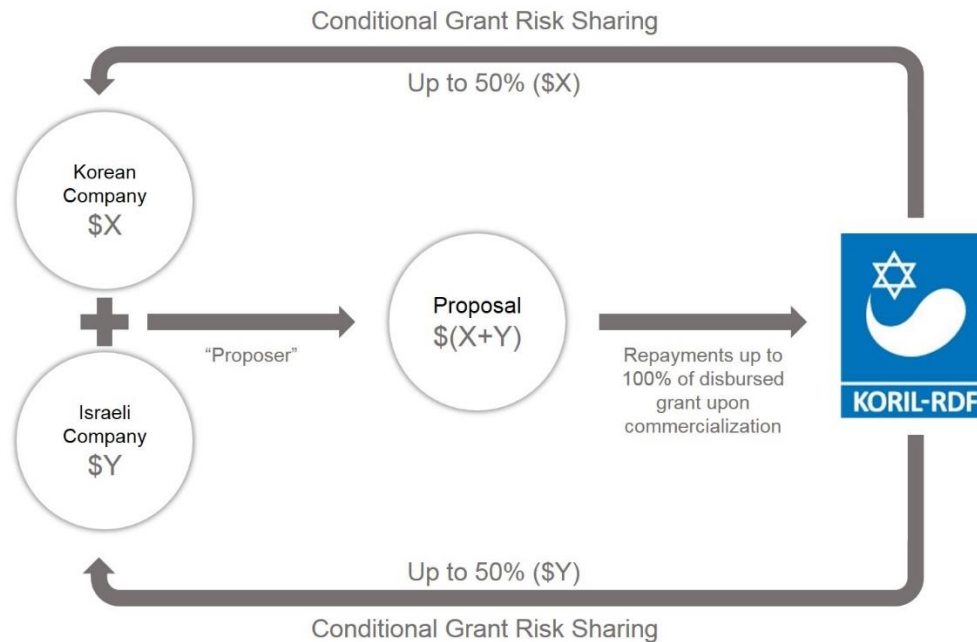 Conditional Grant Risk Sharing
Up to 50% ($X)
Korean
Company
$X
Israeli
Company
$Y
“Proposer”
Proposal
$(X+Y)
Repayments up to
100% of disbursed
grant upon
commercialization
KORIL-RDF
Up to 50% ($Y)
Conditional Grant Risk Sharing